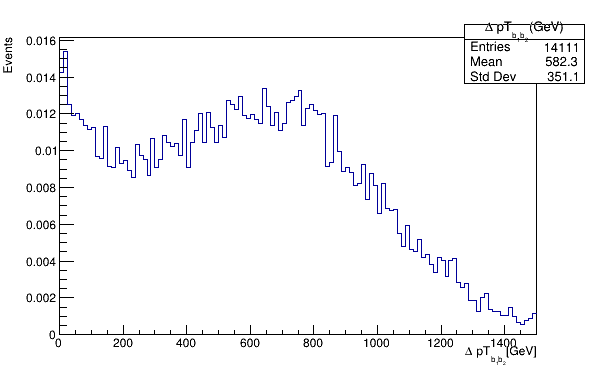 Δ pT_{b_1b_2}(GeV)
Entries 14111
Mean 582.3
Std Dev 351.1
Events
0.016
0.014
0.012
0.01
0.008
0.006
0.004
0.002
0
0 200 400 600 800 1000 1200 1400
Δ pT_{b_1b_2}[GeV]